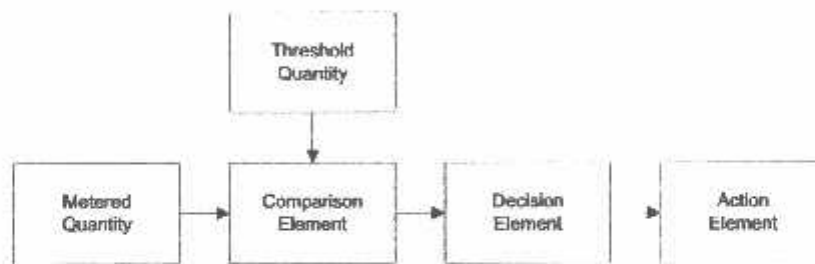 Threshold
Quantity
Metered
Quantity
Comparison
Element
Decision
Element
Action
Element